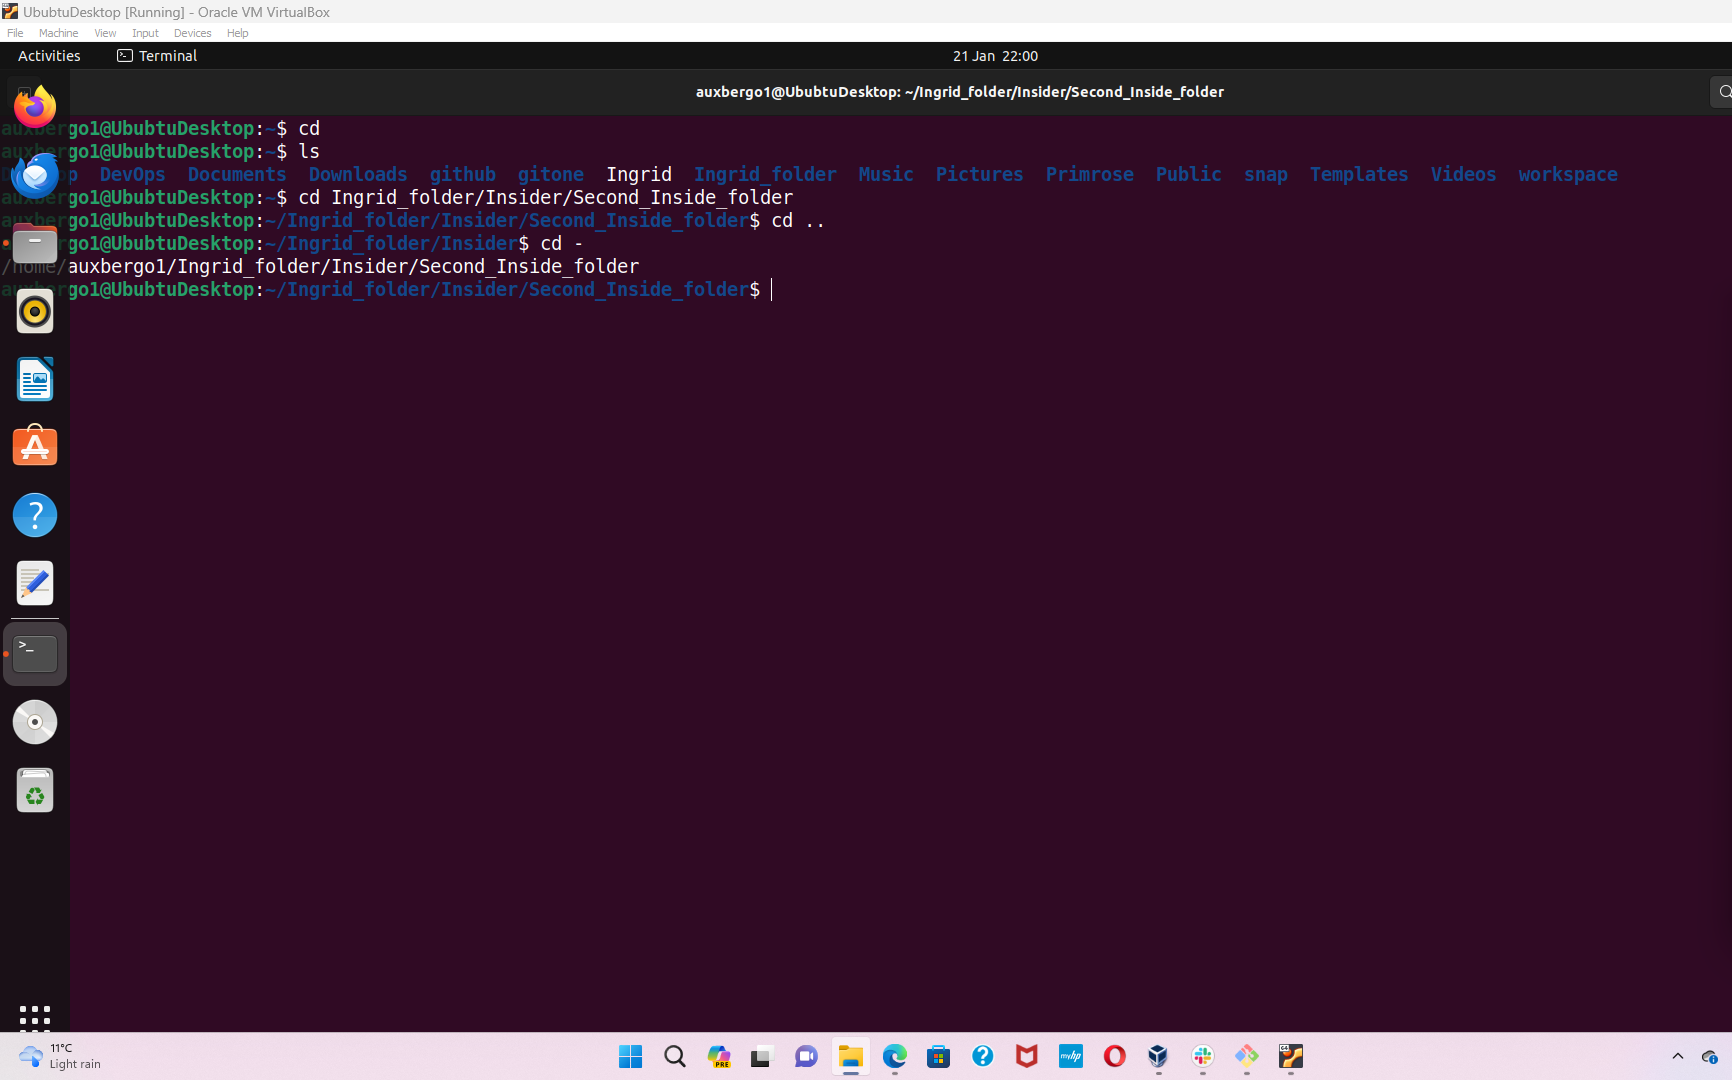 UbubtuDesktop [Running] - Oracle VM VirtualBox
File Machine View Input Devices Help
Activities Terminal 21 Jan 22:00
auxbergo1@UbubtuDesktop: ~/Ingrid_folder/Insider/Second_Inside_folder
auxbergo1@UbubtuDesktop:~$ cd
auxbergo1@UbubtuDesktop:~$ ls
DevOps Documents Downloads github gitone Ingrid Ingrid_folder Music Pictures Primrose Public snap Templates Videos workspace
auxbergo1@UbubtuDesktop:~$ cd Ingrid_folder/Insider/Second_Inside_folder
auxbergo1@UbubtuDesktop:~/Ingrid_folder/Insider/Second_Inside_folder$ cd ..
auxbergo1@UbubtuDesktop:~/Ingrid_folder/Insider$ cd -
/home/auxbergo1/Ingrid_folder/Insider/Second_Inside_folder
auxbergo1@UbubtuDesktop:~/Ingrid_folder/Insider/Second_Inside_folder$
11°C
Light rain
PRE
myhp
64